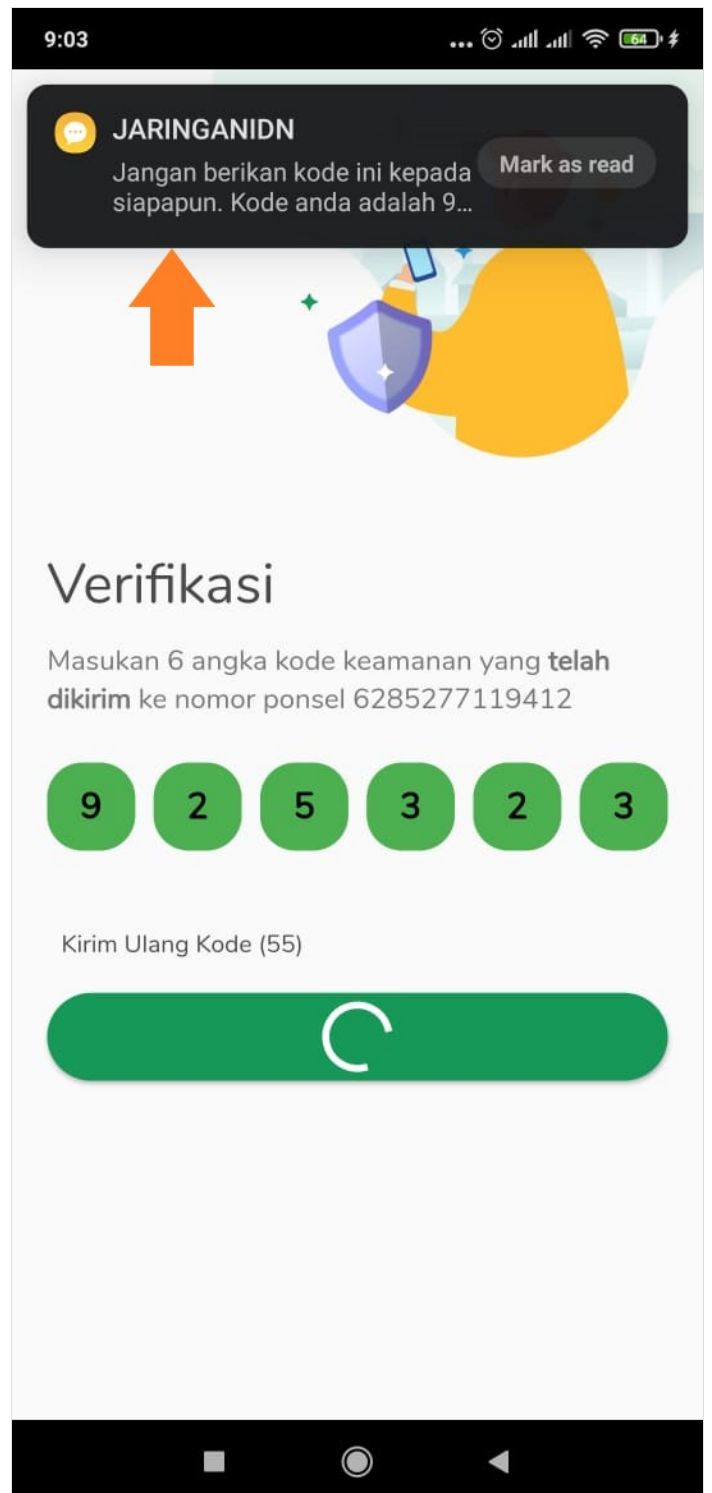 9:03
64
JARINGANIDN
Jangan berikan kode ini kepada
siapapun. Kode anda adalah 9...
Mark as read
Verifikasi
Masukan 6 angka kode keamanan yang telah
dikirim ke nomor ponsel 6285277119412
9 2 5 3 2 3
Kirim Ulang Kode (55)